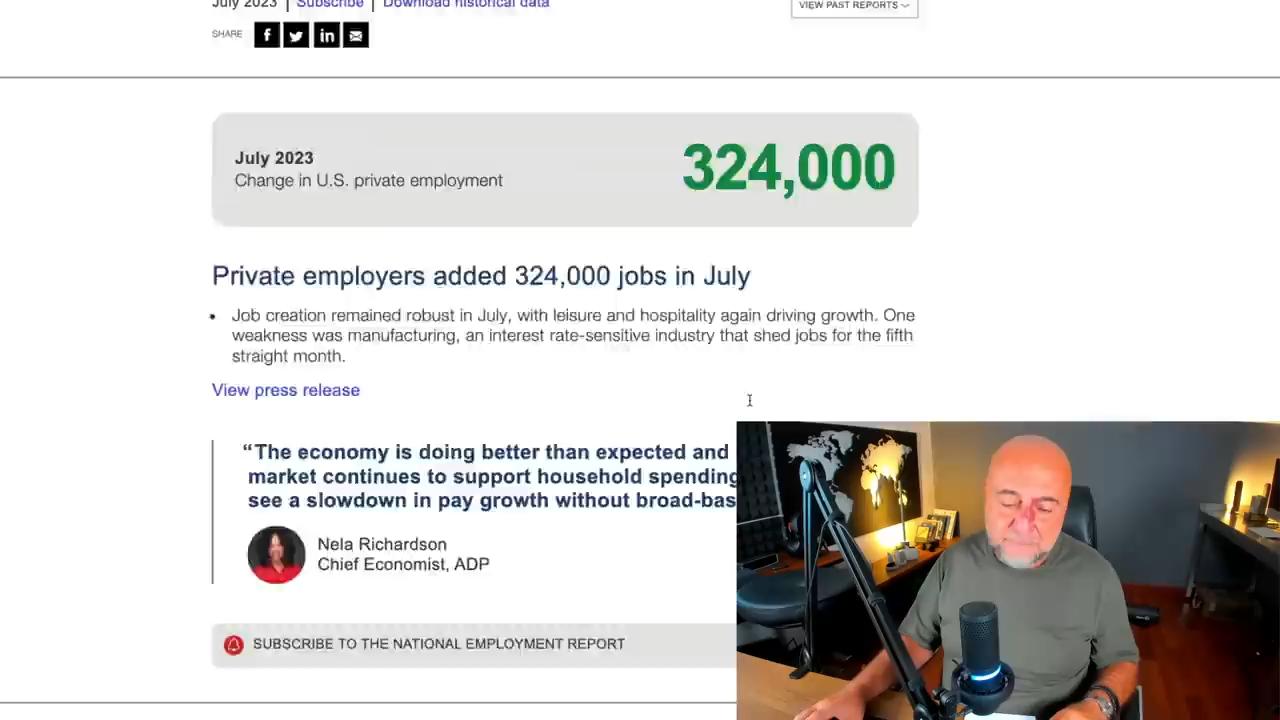 July 2023 | Subscribe | Download historical data
VIEW PAST REPORTS
SHARE
July 2023
Change in U.S. private employment
324,000
Private employers added 324,000 jobs in July
• Job creation remained robust in July, with leisure and hospitality again driving growth. One
weakness was manufacturing, an interest rate-sensitive industry that shed jobs for the fifth
straight month.
View press release
“The economy is doing better than expected and
market continues to support household spending
see a slowdown in pay growth without broad-bas
Nela Richardson
Chief Economist, ADP
SUBSCRIBE TO THE NATIONAL EMPLOYMENT REPORT